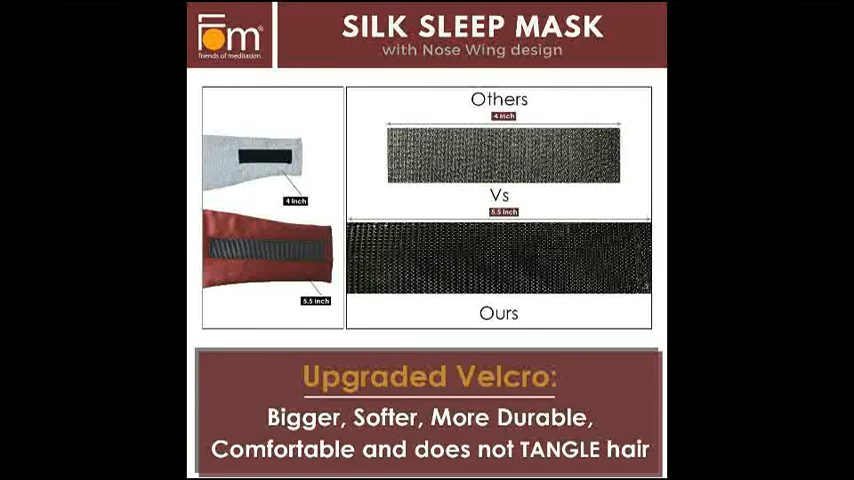 Fom®
friends of meditation
SILK SLEEP MASK
with Nose Wing design
Others
4 Inch
4 Inch
Vs
5.5 Inch
5.5 Inch
Ours
Upgraded Velcro:
Bigger, Softer, More Durable,
Comfortable and does not TANGLE hair